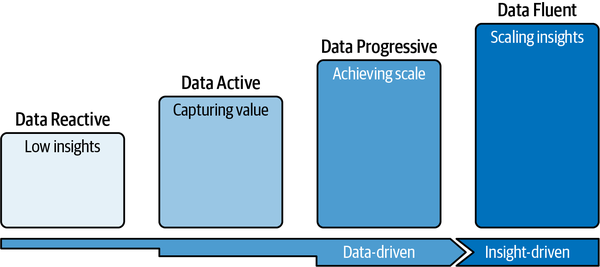 Data Reactive
Low insights
Data Active
Capturing value
Data Progressive
Achieving scale
Data Fluent
Scaling insights
Data-driven
Insight-driven